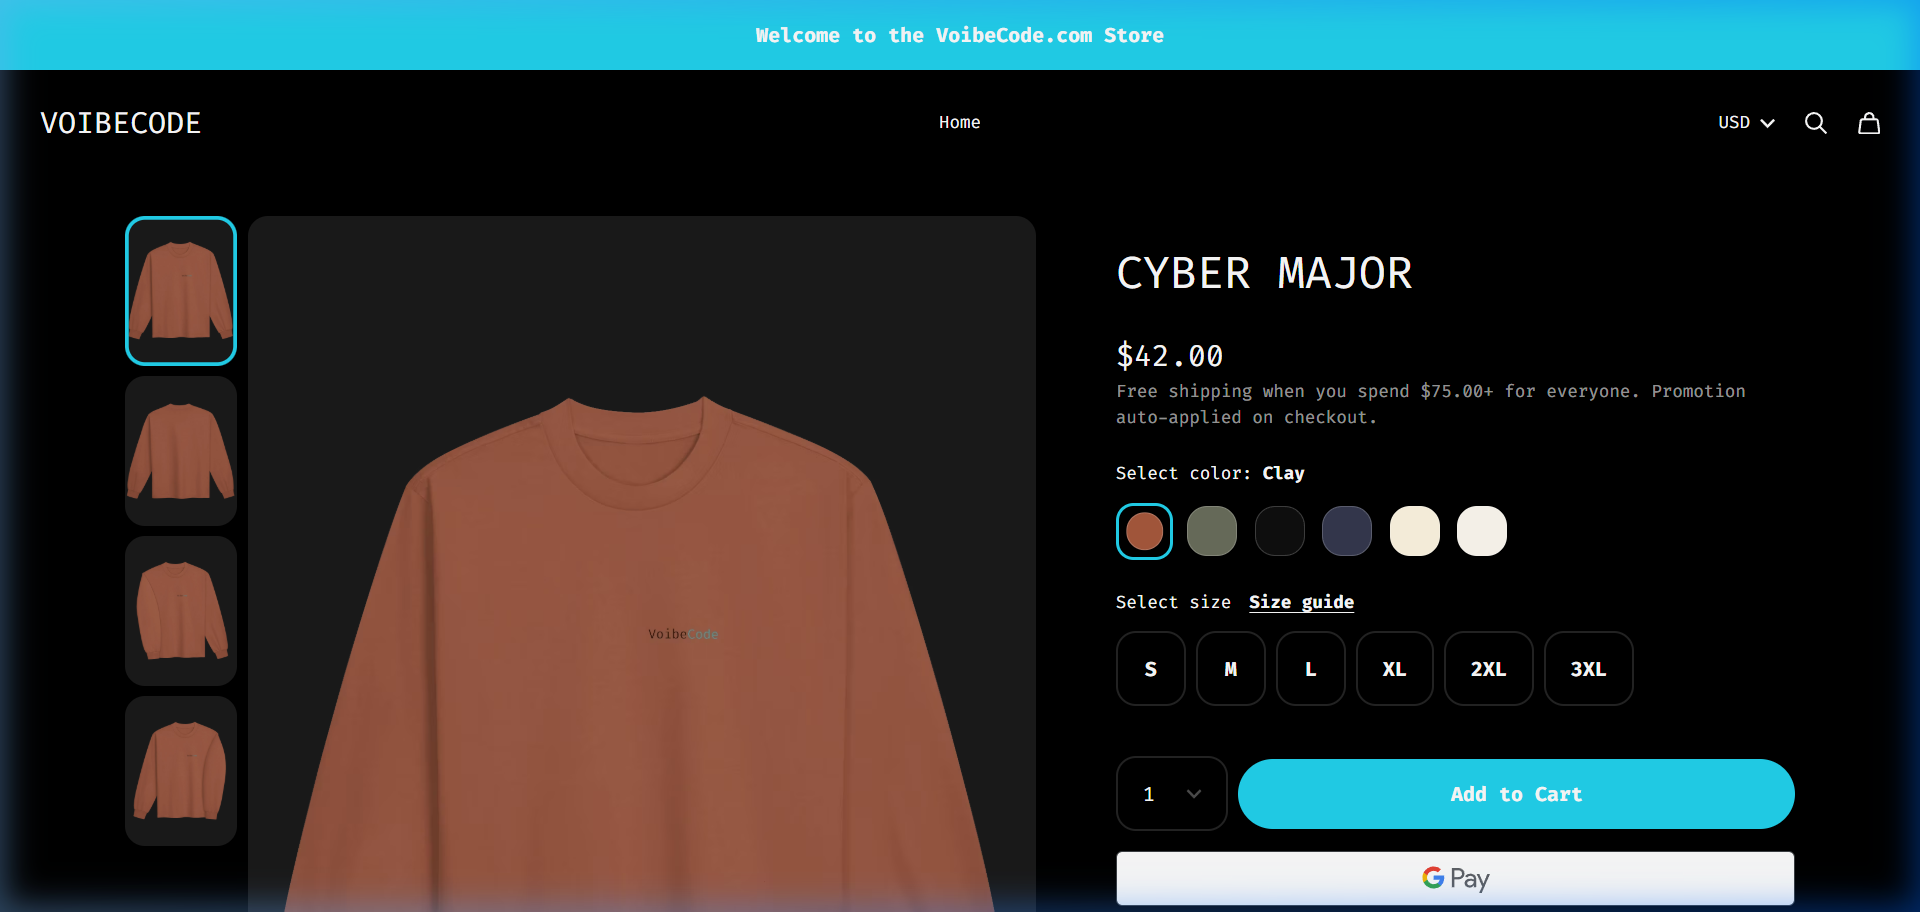 Welcome to the VoibeCode.com Store
VOIBECODE
Home
USD
CYBER MAJOR
$42.00
Free shipping when you spend $75.00+ for everyone. Promotion
auto-applied on checkout.
Select color: Clay
Select size Size guide
S M L XL 2XL 3XL
1
Add to Cart
G Pay
VoibeCode